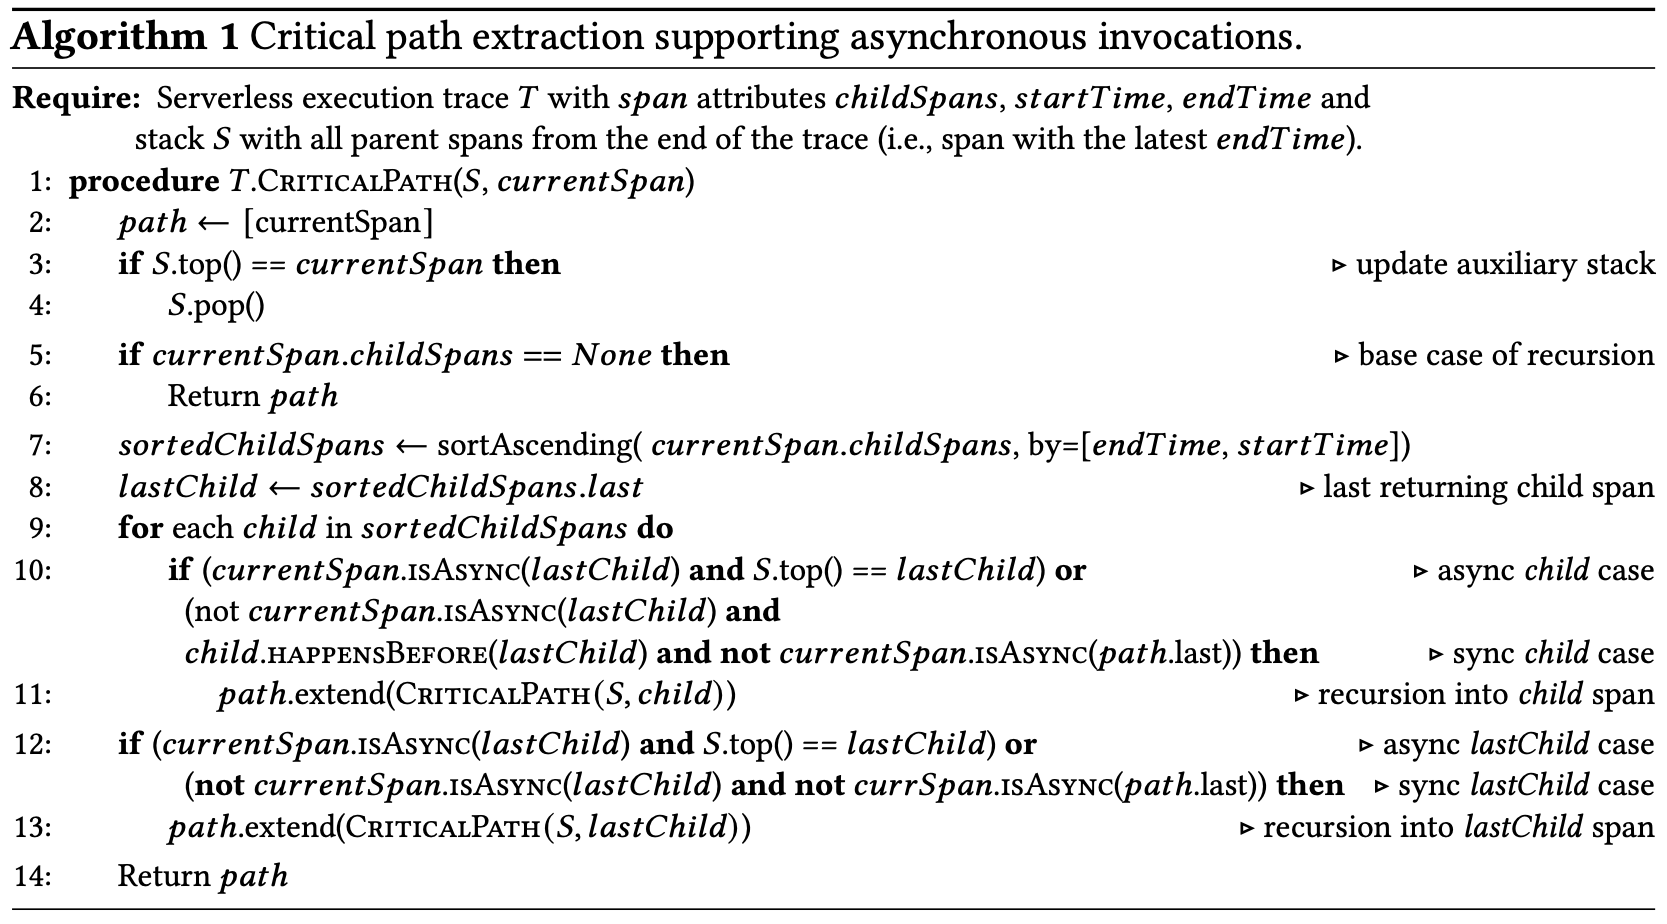 Algorithm 1 Critical path extraction supporting asynchronous invocations.
Require: Serverless execution trace T with span attributes childSpans, startTime, endTime and
stack S with all parent spans from the end of the trace (i.e., span with the latest endTime).
1: procedure T.CRITICALPATH(S, currentSpan)
2: path ← [currentSpan]
3: if S.top() == currentSpan then ▹ update auxiliary stack
4: S.pop()
5: if currentSpan.childSpans == None then ▹ base case of recursion
6: Return path
7: sortedChildSpans ← sortAscending( currentSpan.childSpans, by=[endTime, startTime])
8: lastChild ← sortedChildSpans.last ▹ last returning child span
9: for each child in sortedChildSpans do
10: if (currentSpan.ISASYNC(lastChild) and S.top() == lastChild) or ▹ async child case
(not currentSpan.ISASYNC(lastChild) and
child.HAPPENSBEFORE(lastChild) and not currentSpan.ISASYNC(path.last)) then ▹ sync child case
11: path.extend(CRITICALPATH(S, child)) ▹ recursion into child span
12: if (currentSpan.ISASYNC(lastChild) and S.top() == lastChild) or ▹ async lastChild case
(not currentSpan.ISASYNC(lastChild) and not currSpan.ISASYNC(path.last)) then ▹ sync lastChild case
13: path.extend(CRITICALPATH(S, lastChild)) ▹ recursion into lastChild span
14: Return path